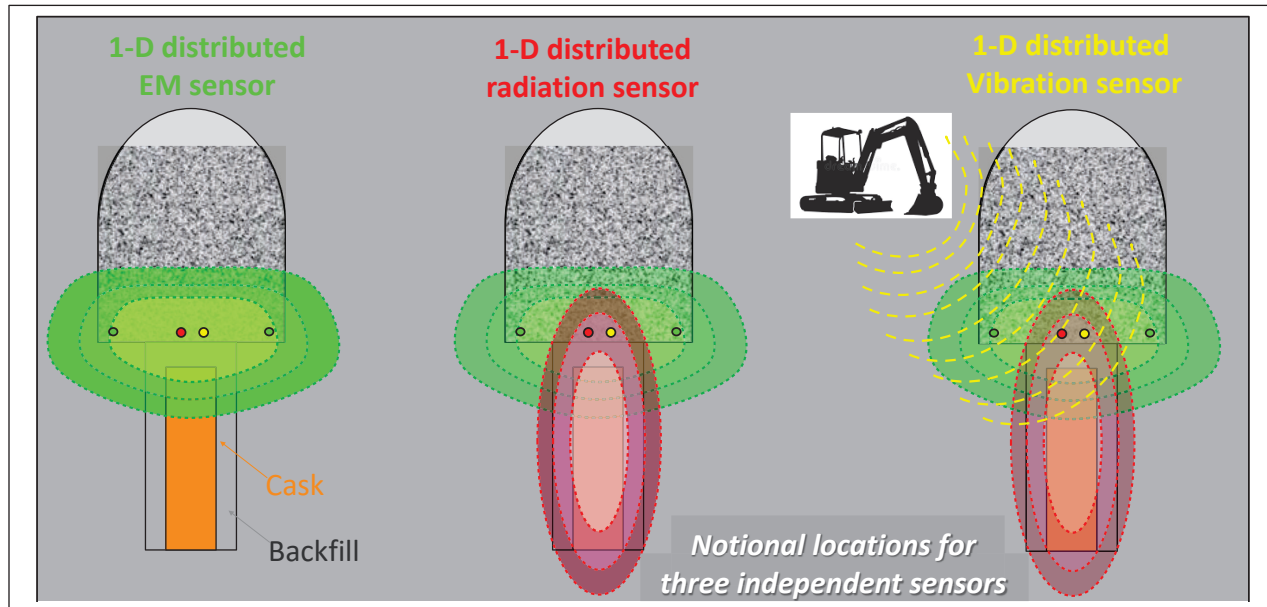 1-D distributed
EM sensor
1-D distributed
radiation sensor
1-D distributed
Vibration sensor
Cask
Backfill
Notional locations for
three independent sensors